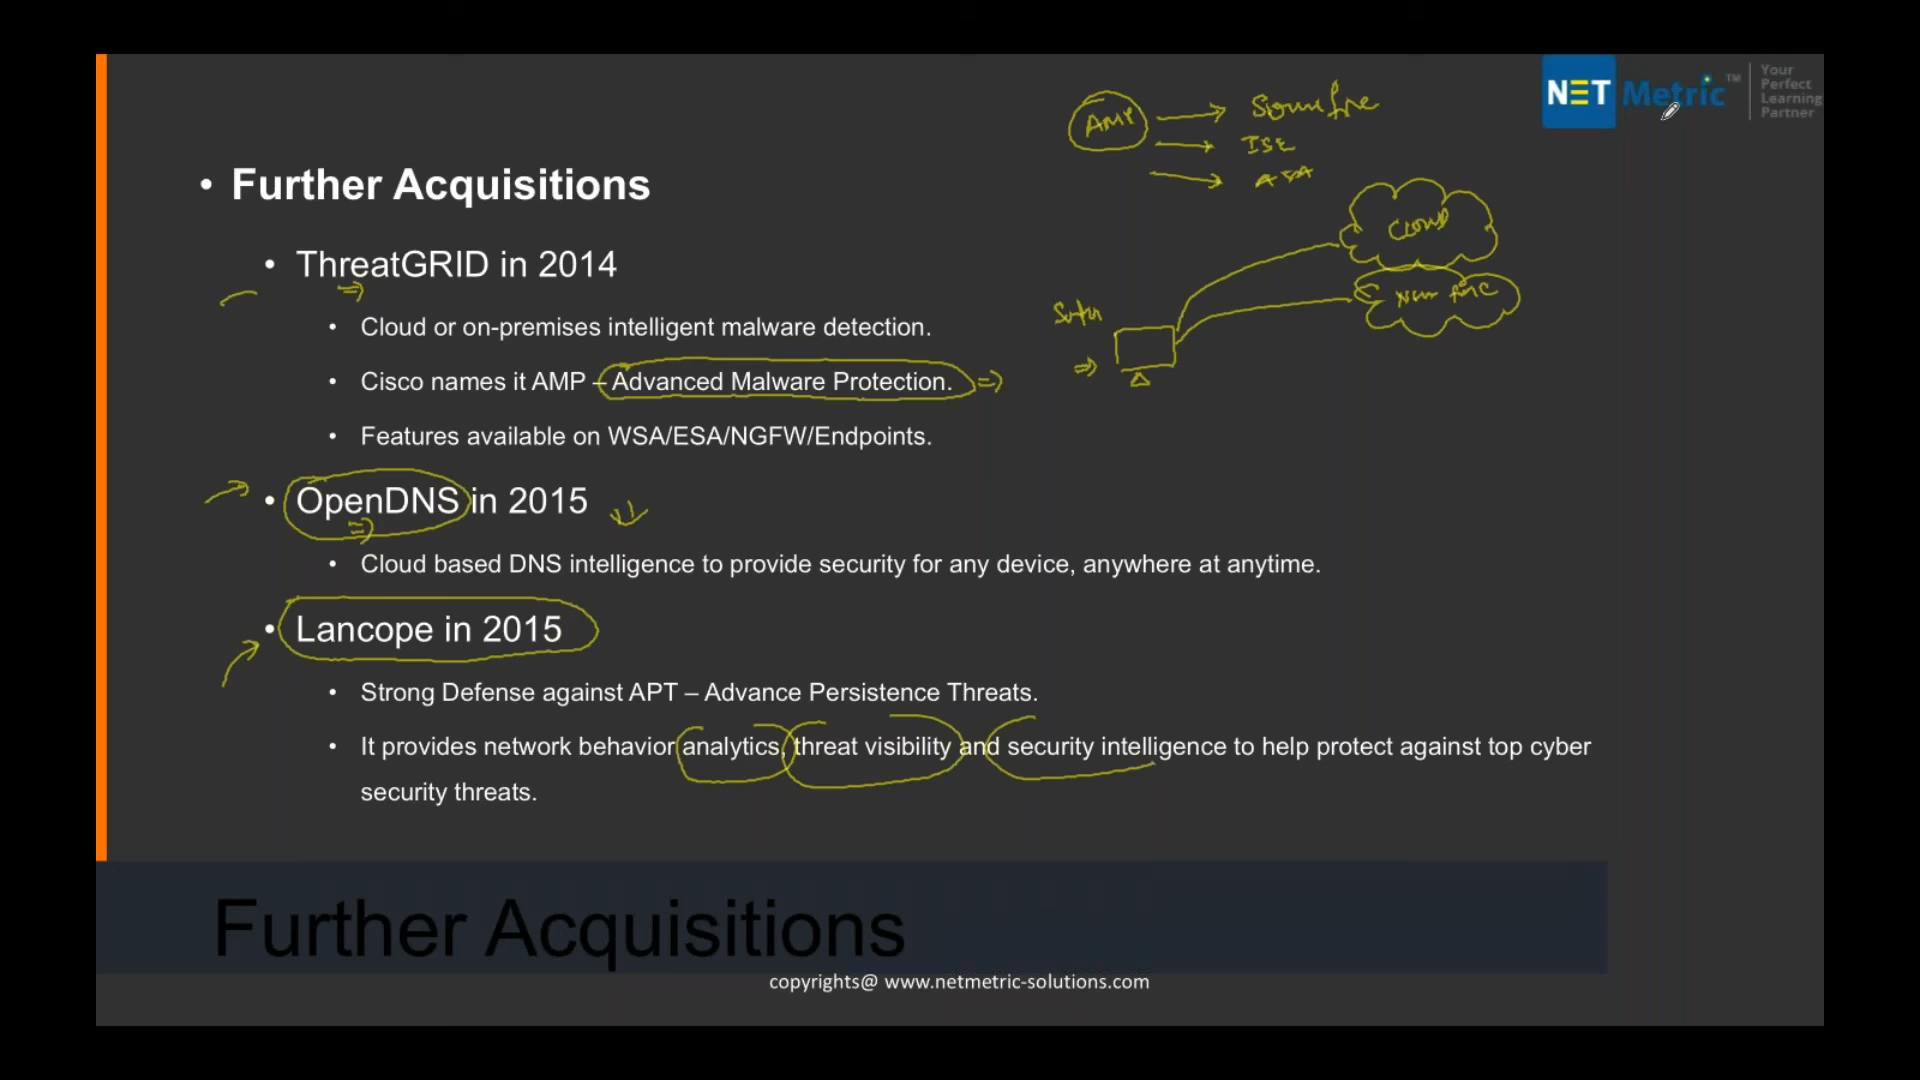 NET Metric™ Your
Perfect
Learning
Partner
AMP
ISE
ASA
• Further Acquisitions
• ThreatGRID in 2014
CLOUD
• Cloud or on-premises intelligent malware detection.
• Cisco names it AMP – Advanced Malware Protection.
• Features available on WSA/ESA/NGFW/Endpoints.
• OpenDNS in 2015
• Cloud based DNS intelligence to provide security for any device, anywhere at anytime.
• Lancope in 2015
• Strong Defense against APT – Advance Persistence Threats.
• It provides network behavior analytics, threat visibility and security intelligence to help protect against top cyber
security threats.
Further Acquisitions
copyrights@ www.netmetric-solutions.com